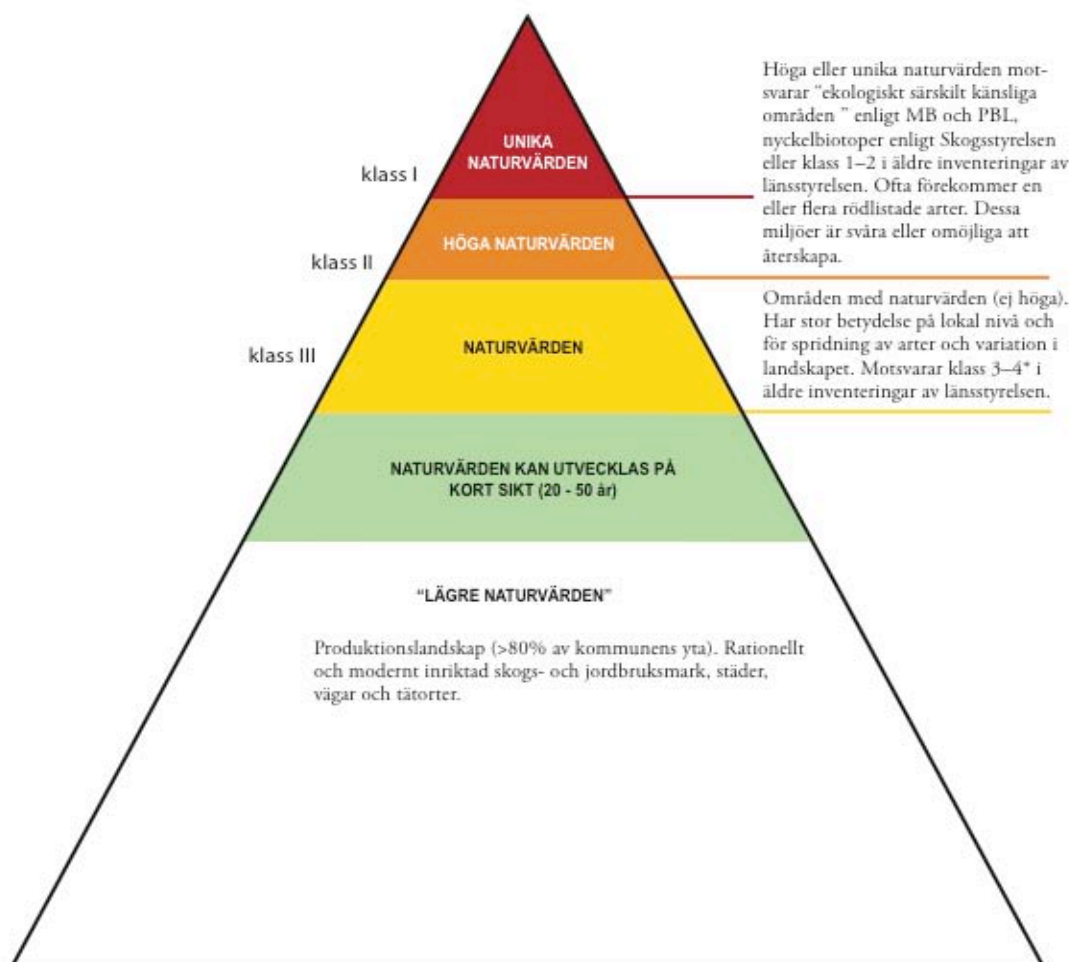 UNIKA
NATURVÄRDEN
klass I
HÖGA NATURVÄRDEN
klass II
NATURVÄRDEN
klass III
NATURVÄRDEN KAN UTVECKLAS PÅ
KORT SIKT (20 - 50 år)
“LÄGRE NATURVÄRDEN”
Produktionslandskap (>80% av kommunens yta). Rationellt
och modernt inriktad skogs- och jordbruksmark, städer,
vägar och tätorter.
Höga eller unika naturvärden mot-
svarar “ekologiskt särskilt känsliga
områden ” enligt MB och PBL,
nyckelbiotoper enligt Skogsstyrelsen
eller klass 1–2 i äldre inventeringar av
länsstyrelsen. Ofta förekommer en
eller flera rödlistade arter. Dessa
miljöer är svåra eller omöjliga att
återskapa.
Områden med naturvärden (ej höga).
Har stor betydelse på lokal nivå och
för spridning av arter och variation i
landskapet. Motsvarar klass 3–4* i
äldre inventeringar av länsstyrelsen.